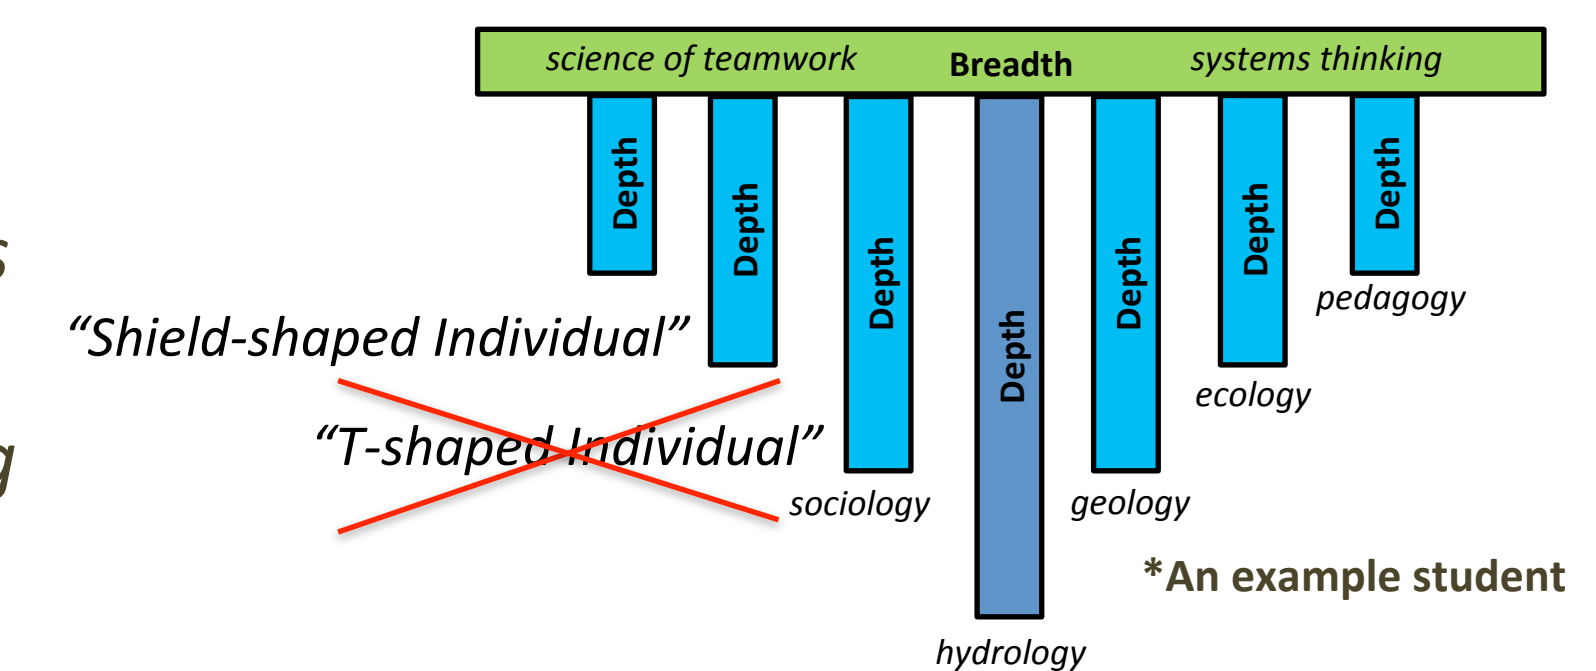 science of teamwork Breadth systems thinking
Depth
Depth
Depth
Depth
Depth
Depth
Depth
pedagogy
“Shield-shaped Individual”
ecology
“T-shaped Individual”
sociology
geology
*An example student
hydrology
s
g